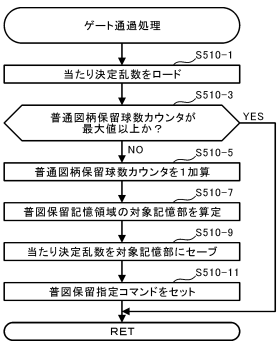 ゲート通過処理
S510-1
当たり決定乱数をロード
S510-3
普通図柄保留球数カウンタが
最大値以上か?
YES
NO
S510-5
普通図柄保留球数カウンタを1加算
S510-7
普図保留記憶領域の対象記憶部を算定
S510-9
当たり決定乱数を対象記憶部にセーブ
S510-11
普図保留指定コマンドをセット
RET